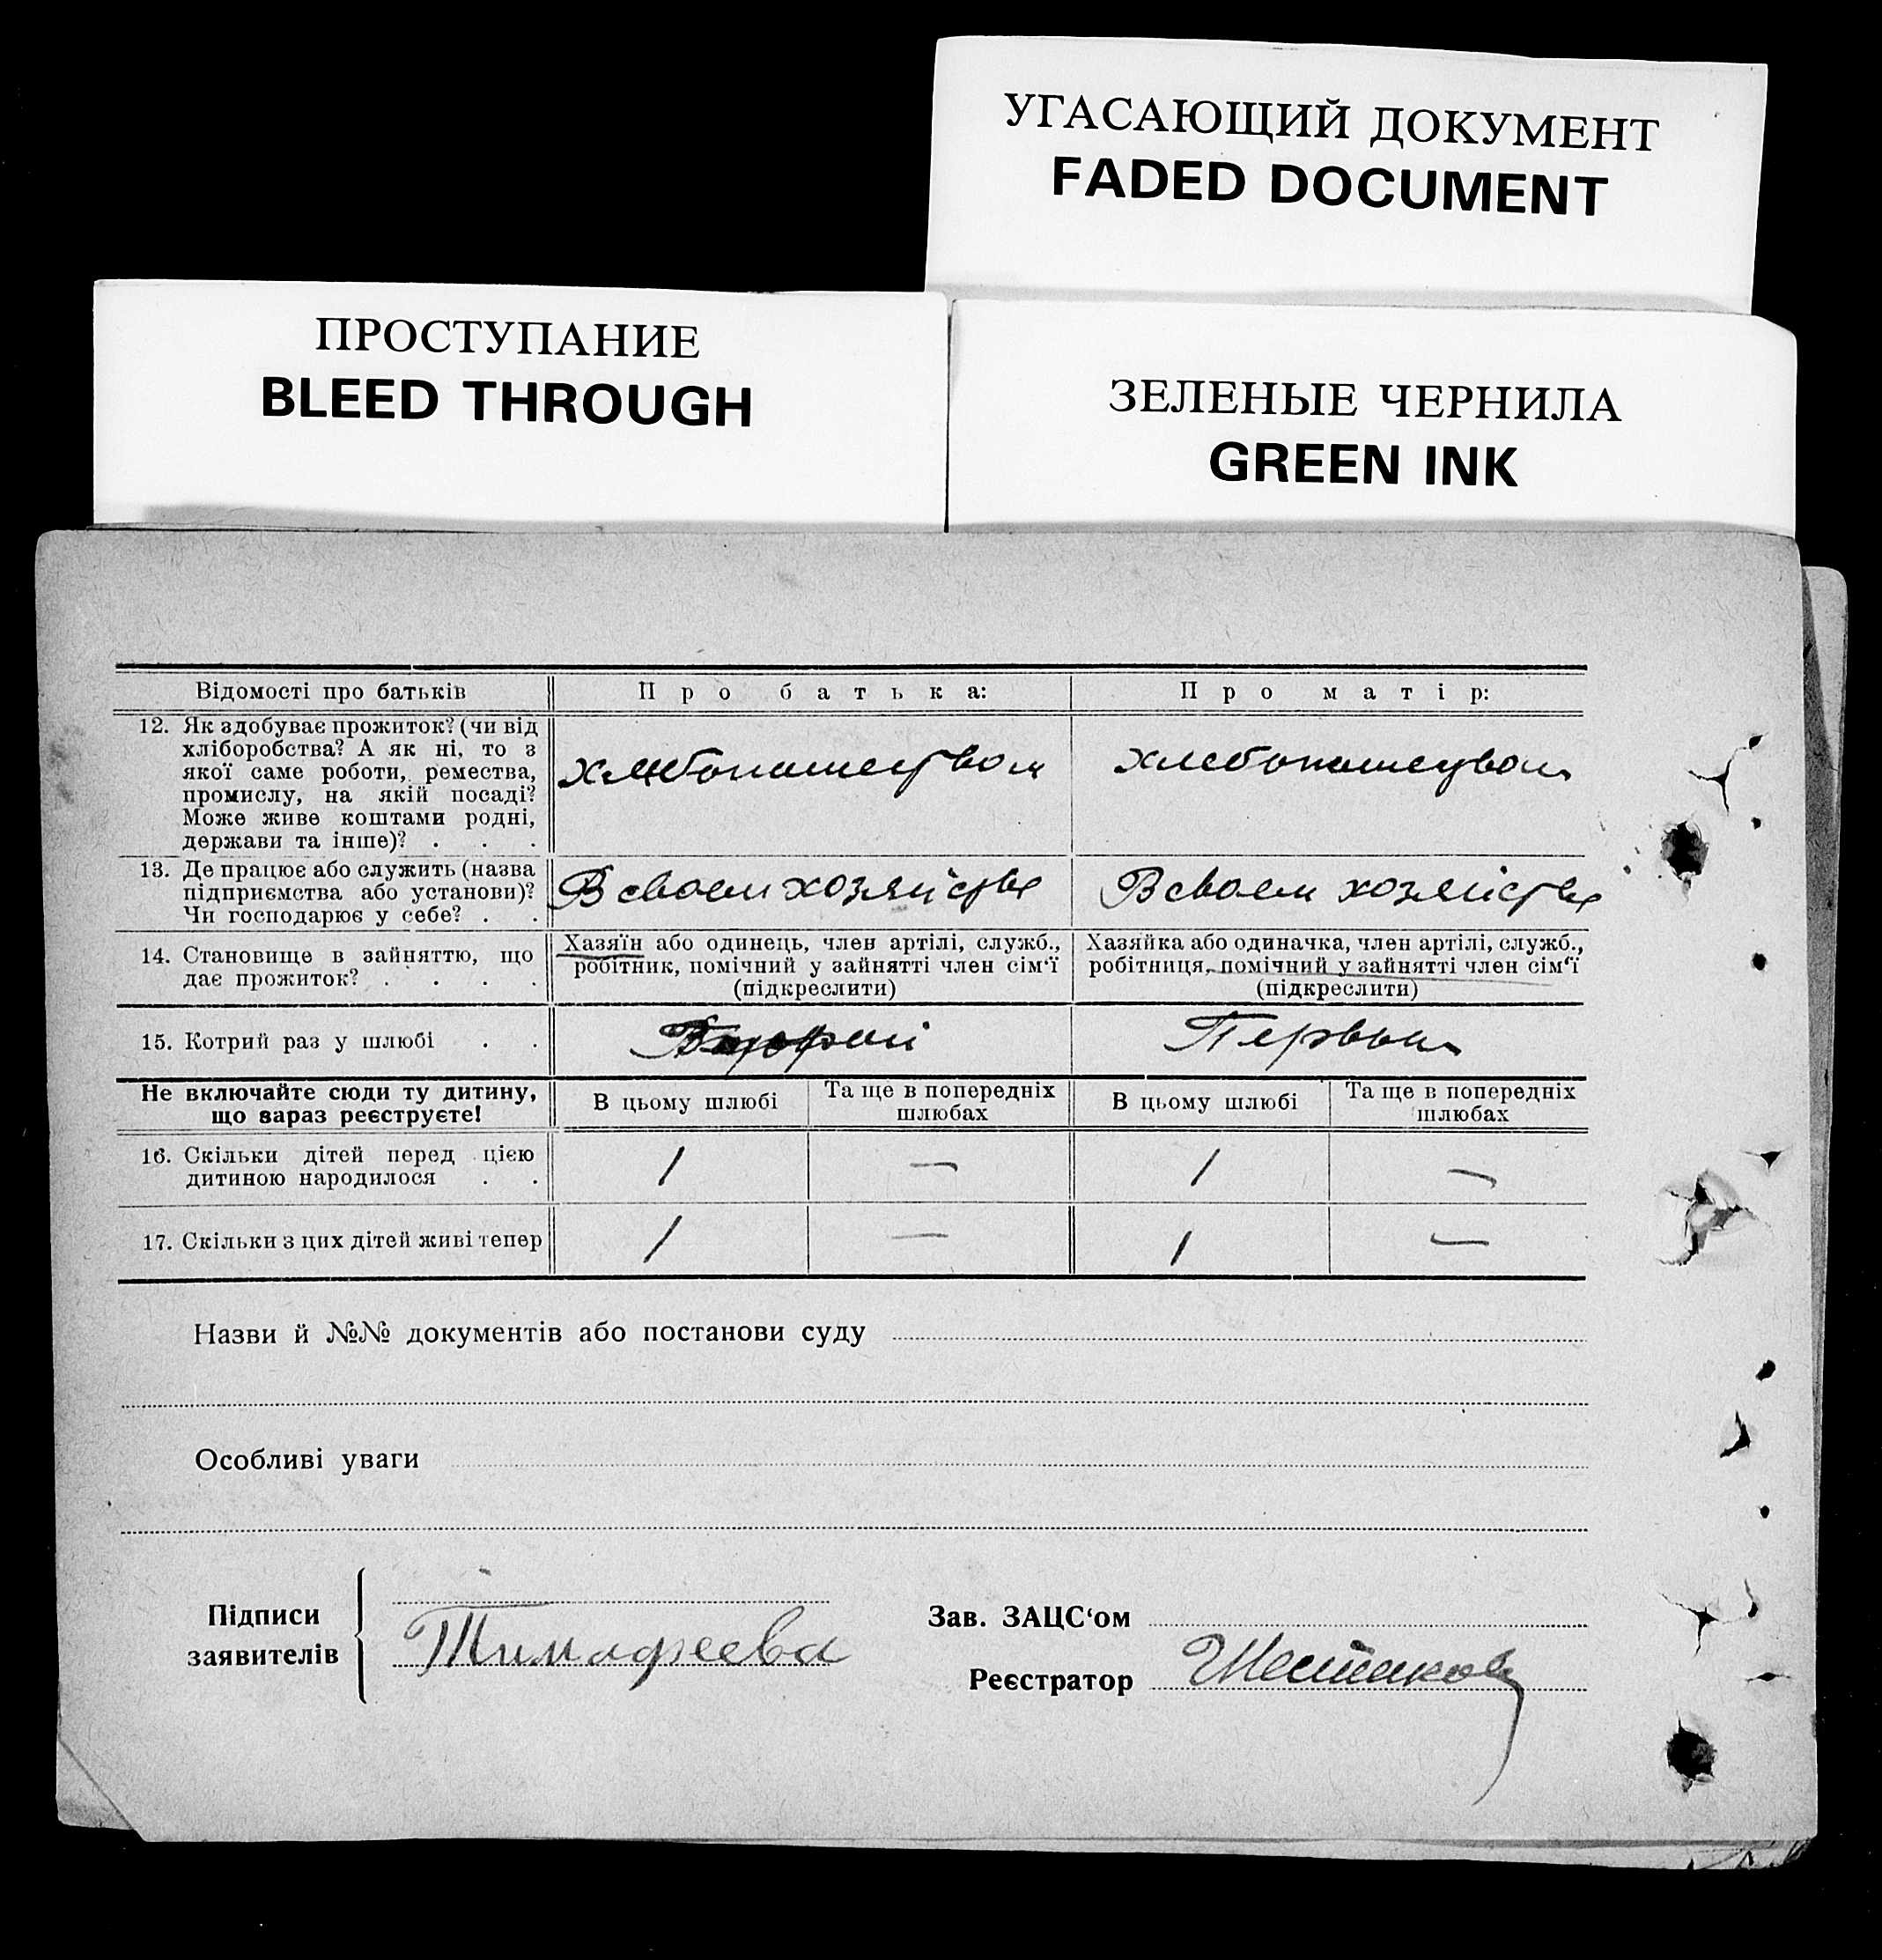 УГАСАЮЩИЙ ДОКУМЕНТ
FADED DOCUMENT
ПРОСТУПАНИЕ
BLEED THROUGH
ЗЕЛЕНЫЕ ЧЕРНИЛА
GREEN INK
Відомості про батьків
Про батька:
Про матір:
12. Як здобуває прожиток? (чи від
хліборобства? А як ні, то з
якої саме роботи, ремества,
промислу, на якій посаді?
Може живе коштами родні,
держави та інше)? . . .
хлебопашеством
хлебопашеством
13. Де працює або служить (назва
підприємства або установи)?
Чи господарює у себе? . .
В своем хозяйстве
В своем хозяйстве
14. Становище в зайняттю, що
дає прожиток? . . . .
Хазяїн або одинець, член артілі, служб.,
робітник, помічний у зайнятті член сім'ї
(підкреслити)
Хазяйка або одиначка, член артілі, служб.,
робітниця, помічний у зайнятті член сім'ї
(підкреслити)
15. Котрий раз у шлюбі . .
Второй
Первый
Не включайте сюди ту дитину,
що зараз реєструєте!
В цьому шлюбі
Та ще в попередніх
шлюбах
В цьому шлюбі
Та ще в попередніх
шлюбах
16. Скільки дітей перед цією
дитиною народилося . .
1 — 1 —
17. Скільки з цих дітей живі тепер
1 — 1 —
Назви й №№ документів або постанови суду
Особливі уваги
Підписи
заявителів
Тимофеева
Зав. ЗАЦС'ом
Реєстратор
Шестаков